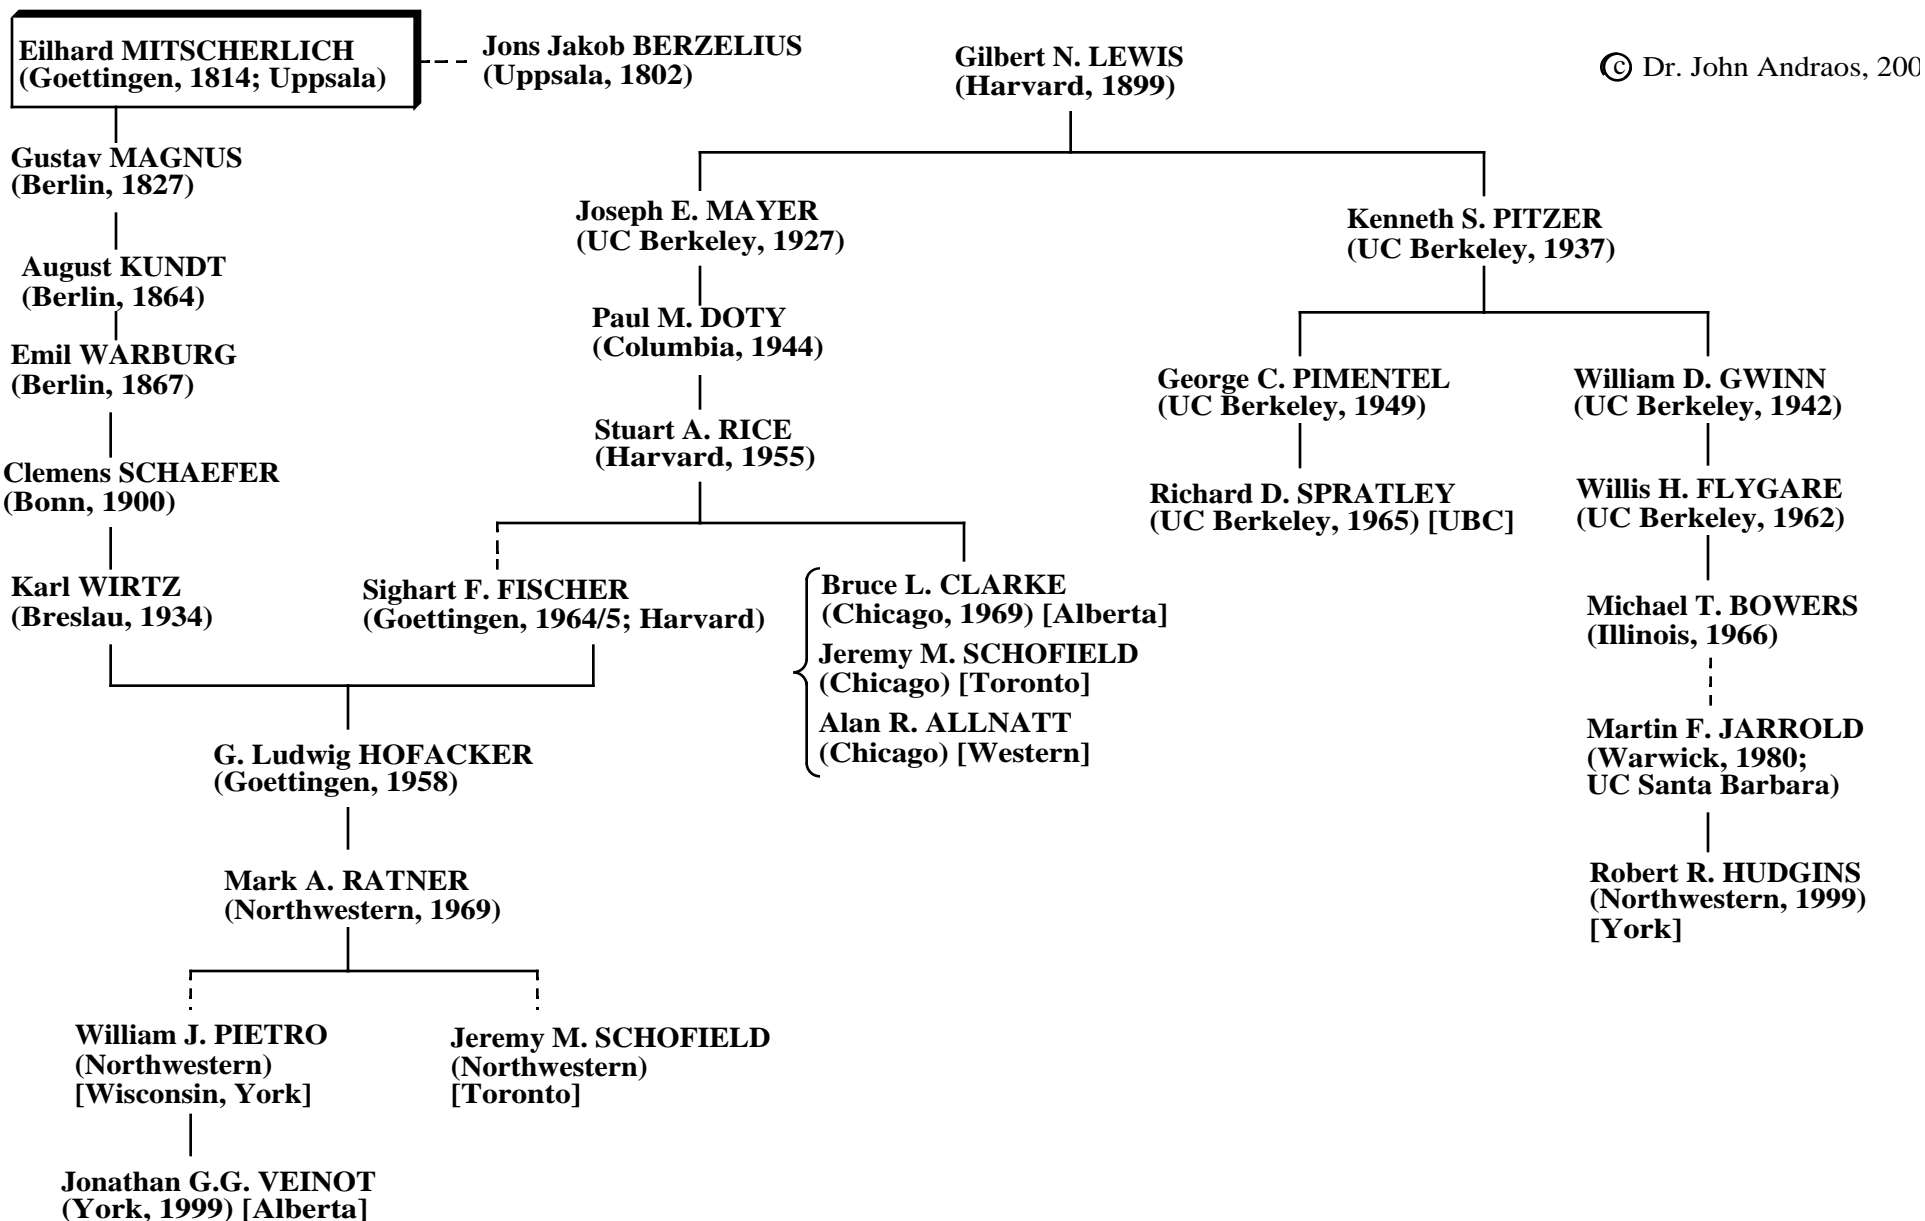 Eilhard MITSCHERLICH
(Goettingen, 1814; Uppsala)
Jons Jakob BERZELIUS
(Uppsala, 1802)
Gilbert N. LEWIS
(Harvard, 1899)
© Dr. John Andraos, 200
Gustav MAGNUS
(Berlin, 1827)
August KUNDT
(Berlin, 1864)
Emil WARBURG
(Berlin, 1867)
Clemens SCHAEFER
(Bonn, 1900)
Karl WIRTZ
(Breslau, 1934)
Joseph E. MAYER
(UC Berkeley, 1927)
Paul M. DOTY
(Columbia, 1944)
Stuart A. RICE
(Harvard, 1955)
Sighart F. FISCHER
(Goettingen, 1964/5; Harvard)
Bruce L. CLARKE
(Chicago, 1969) [Alberta]
Jeremy M. SCHOFIELD
(Chicago) [Toronto]
Alan R. ALLNATT
(Chicago) [Western]
Kenneth S. PITZER
(UC Berkeley, 1937)
George C. PIMENTEL
(UC Berkeley, 1949)
Richard D. SPRATLEY
(UC Berkeley, 1965) [UBC]
William D. GWINN
(UC Berkeley, 1942)
Willis H. FLYGARE
(UC Berkeley, 1962)
Michael T. BOWERS
(Illinois, 1966)
Martin F. JARROLD
(Warwick, 1980;
UC Santa Barbara)
Robert R. HUDGINS
(Northwestern, 1999)
[York]
G. Ludwig HOFACKER
(Goettingen, 1958)
Mark A. RATNER
(Northwestern, 1969)
William J. PIETRO
(Northwestern)
[Wisconsin, York]
Jeremy M. SCHOFIELD
(Northwestern)
[Toronto]
Jonathan G.G. VEINOT
(York, 1999) [Alberta]